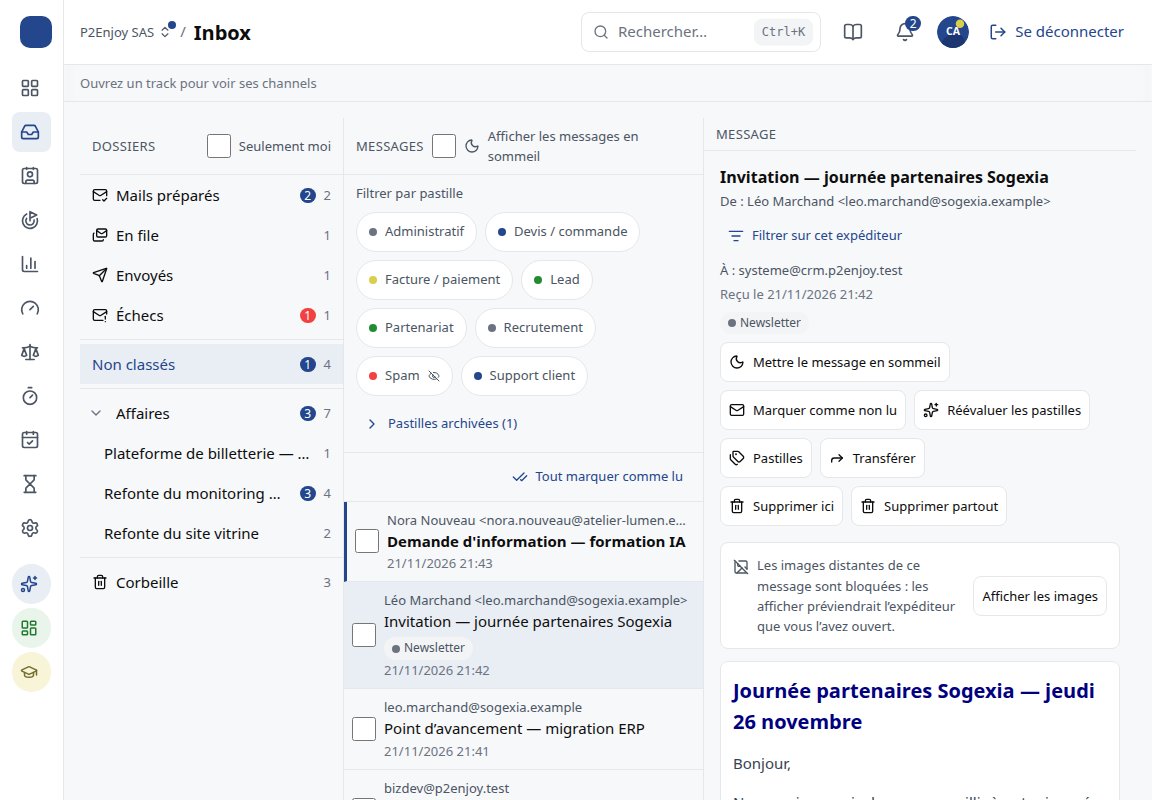 P2Enjoy SAS / Inbox
Rechercher… Ctrl+K
2
CA
Se déconnecter
Ouvrez un track pour voir ses channels
DOSSIERS
Seulement moi
Mails préparés 2 2
En file 1
Envoyés 1
Échecs 1 1
Non classés 1 4
Affaires 3 7
Plateforme de billetterie — … 1
Refonte du monitoring … 3 4
Refonte du site vitrine 2
Corbeille 3
MESSAGES
Afficher les messages en
sommeil
Filtrer par pastille
Administratif Devis / commande
Facture / paiement Lead
Partenariat Recrutement
Spam Support client
Pastilles archivées (1)
Tout marquer comme lu
Nora Nouveau <nora.nouveau@atelier-lumen.e…
Demande d'information — formation IA
21/11/2026 21:43
Léo Marchand <leo.marchand@sogexia.example>
Invitation — journée partenaires Sogexia
Newsletter
21/11/2026 21:42
leo.marchand@sogexia.example
Point d’avancement — migration ERP
21/11/2026 21:41
bizdev@p2enjoy.test
MESSAGE
Invitation — journée partenaires Sogexia
De : Léo Marchand <leo.marchand@sogexia.example>
Filtrer sur cet expéditeur
À : systeme@crm.p2enjoy.test
Reçu le 21/11/2026 21:42
Newsletter
Mettre le message en sommeil
Marquer comme non lu Réévaluer les pastilles
Pastilles Transférer
Supprimer ici Supprimer partout
Les images distantes de ce
message sont bloquées : les
afficher préviendrait l’expéditeur
que vous l’avez ouvert.
Afficher les images
Journée partenaires Sogexia — jeudi
26 novembre
Bonjour,